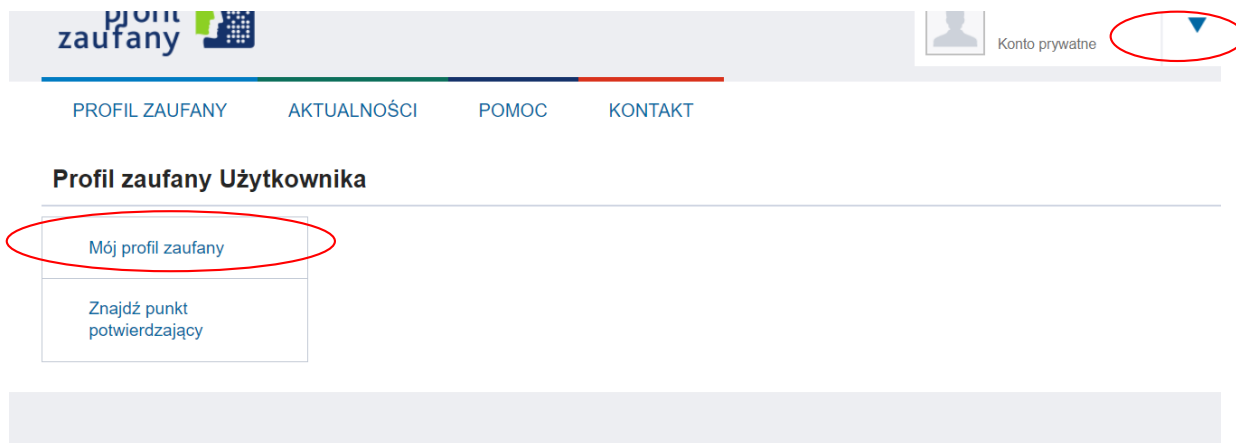 profil
zaufany
Konto prywatne
PROFIL ZAUFANY AKTUALNOŚCI POMOC KONTAKT
Profil zaufany Użytkownika
Mój profil zaufany
Znajdź punkt
potwierdzający